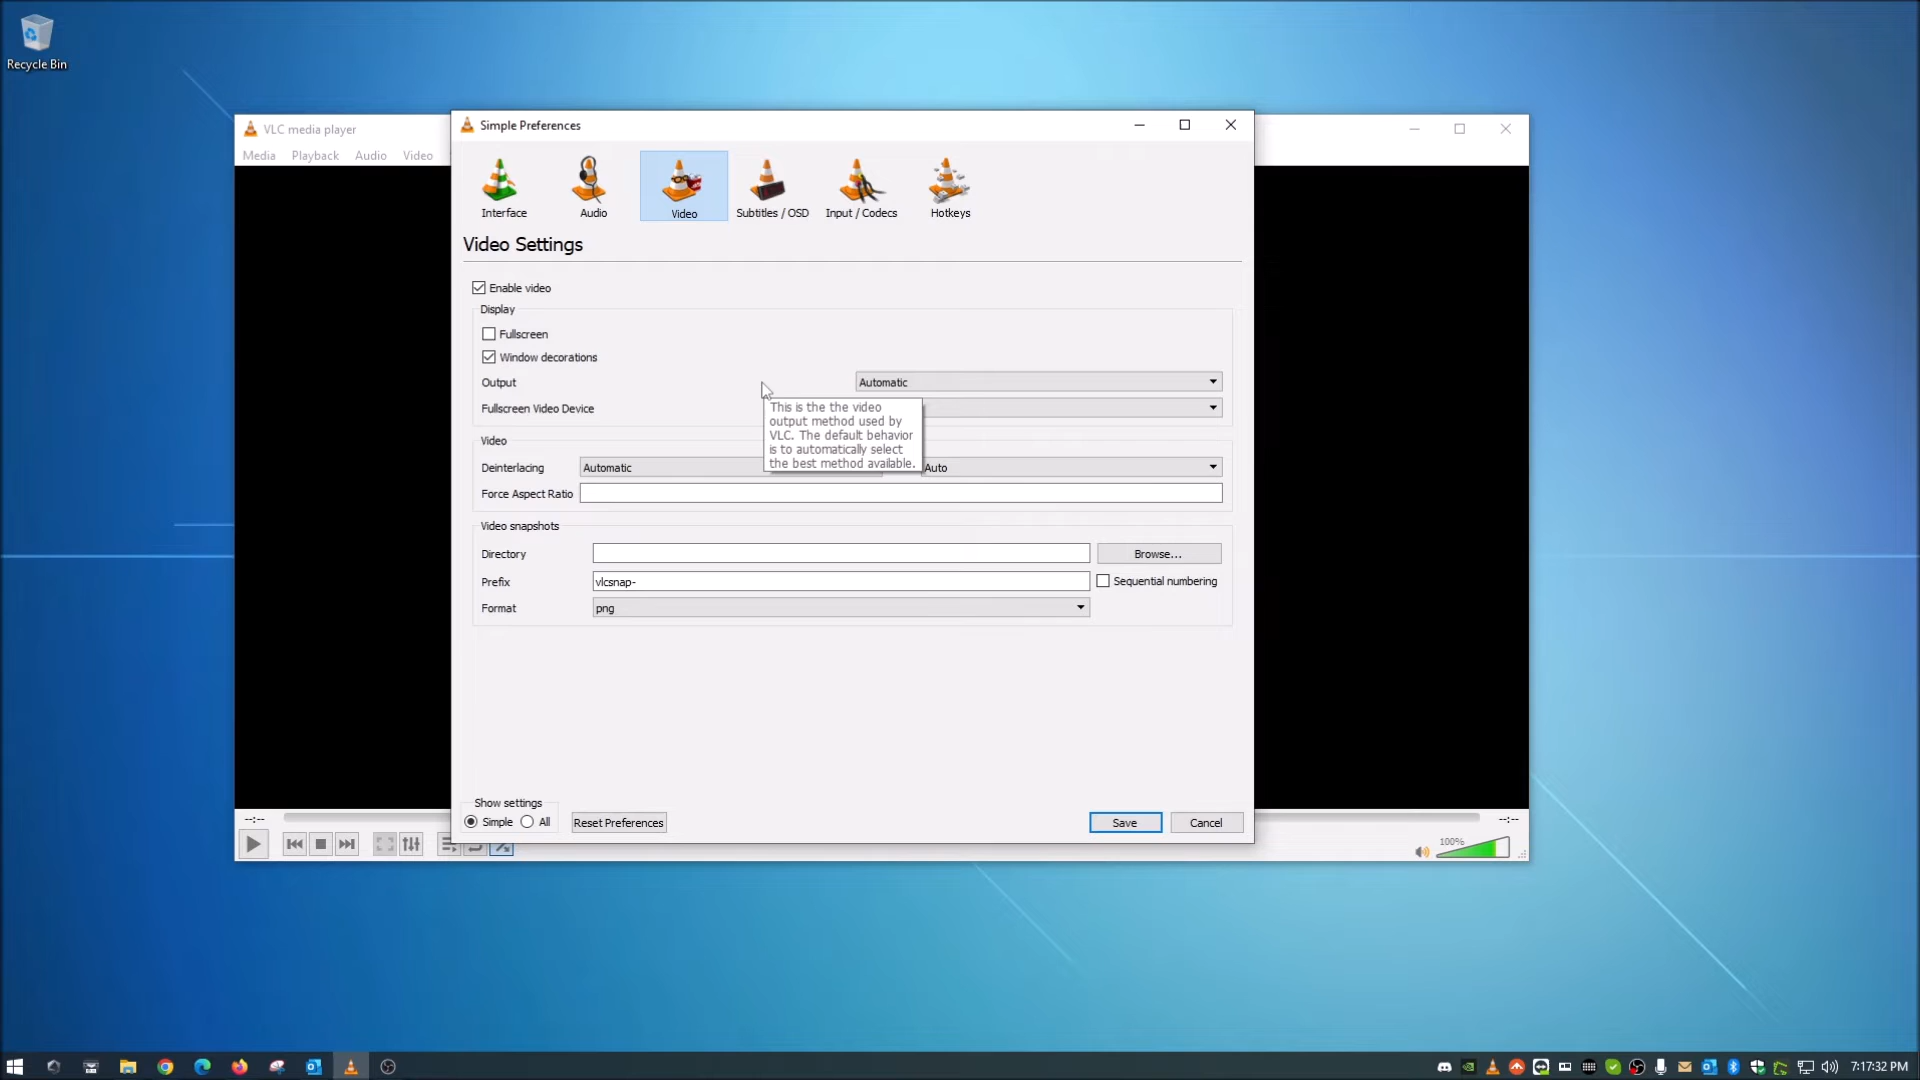 Recycle Bin
VLC media player
Media Playback Audio Video
Simple Preferences
Interface Audio Video Subtitles / OSD Input / Codecs Hotkeys
Video Settings
Enable video
Display
Fullscreen
Window decorations
Output Automatic
Fullscreen Video Device
This is the the video
output method used by
VLC. The default behavior
is to automatically select
the best method available.
Video
Deinterlacing Automatic Auto
Force Aspect Ratio
Video snapshots
Directory Browse...
Prefix vlcsnap- Sequential numbering
Format png
Show settings
Simple All Reset Preferences Save Cancel
--:-- --:--
100%
7:17:32 PM